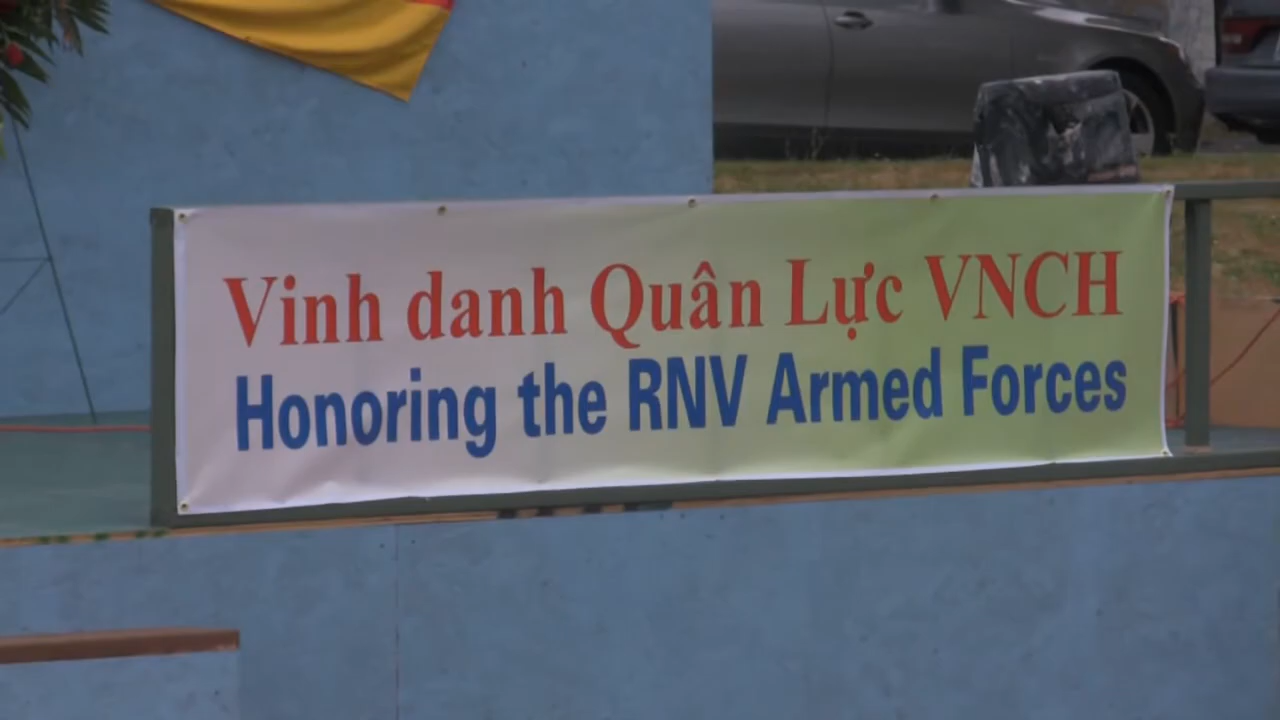 Vinh danh Quân Lực VNCH
Honoring the RNV Armed Forces